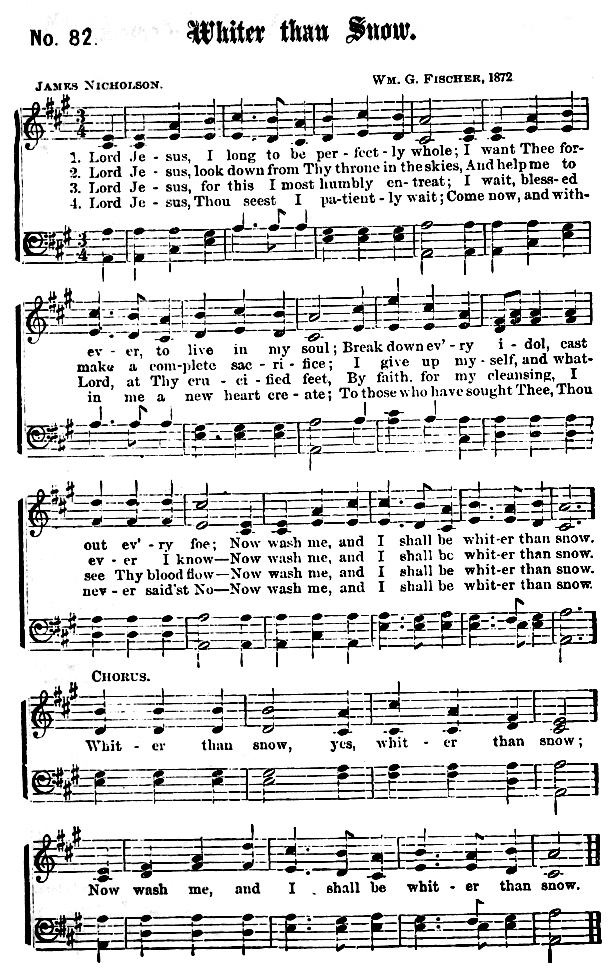 No. 82. Whiter than Snow.
JAMES NICHOLSON. WM. G. FISCHER, 1872
1. Lord Je - sus, I long to be per - fect - ly whole; I want Thee for-
2. Lord Je - sus, look down from Thy throne in the skies, And help me to
3. Lord Je - sus, for this I most humbly en - treat; I wait, bless-ed
4. Lord Je - sus, Thou seest I pa - tient - ly wait; Come now, and with-
ev - er, to live in my soul; Break down ev'-ry i - dol, cast
make a com-plete sac - ri - fice; I give up my - self, and what-
Lord, at Thy cru - ci - fied feet, By faith, for my cleansing, I
in me a new heart cre - ate; To those who have sought Thee, Thou
out ev' - ry foe; Now wash me, and I shall be whit-er than snow.
ev - er I know—Now wash me, and I shall be whit-er than snow.
see Thy blood flow—Now wash me, and I shall be whit-er than snow.
nev - er said'st No—Now wash me, and I shall be whit-er than snow.
CHORUS.
Whit - er than snow, yes, whit - er than snow;
Now wash me, and I shall be whit - er than snow.